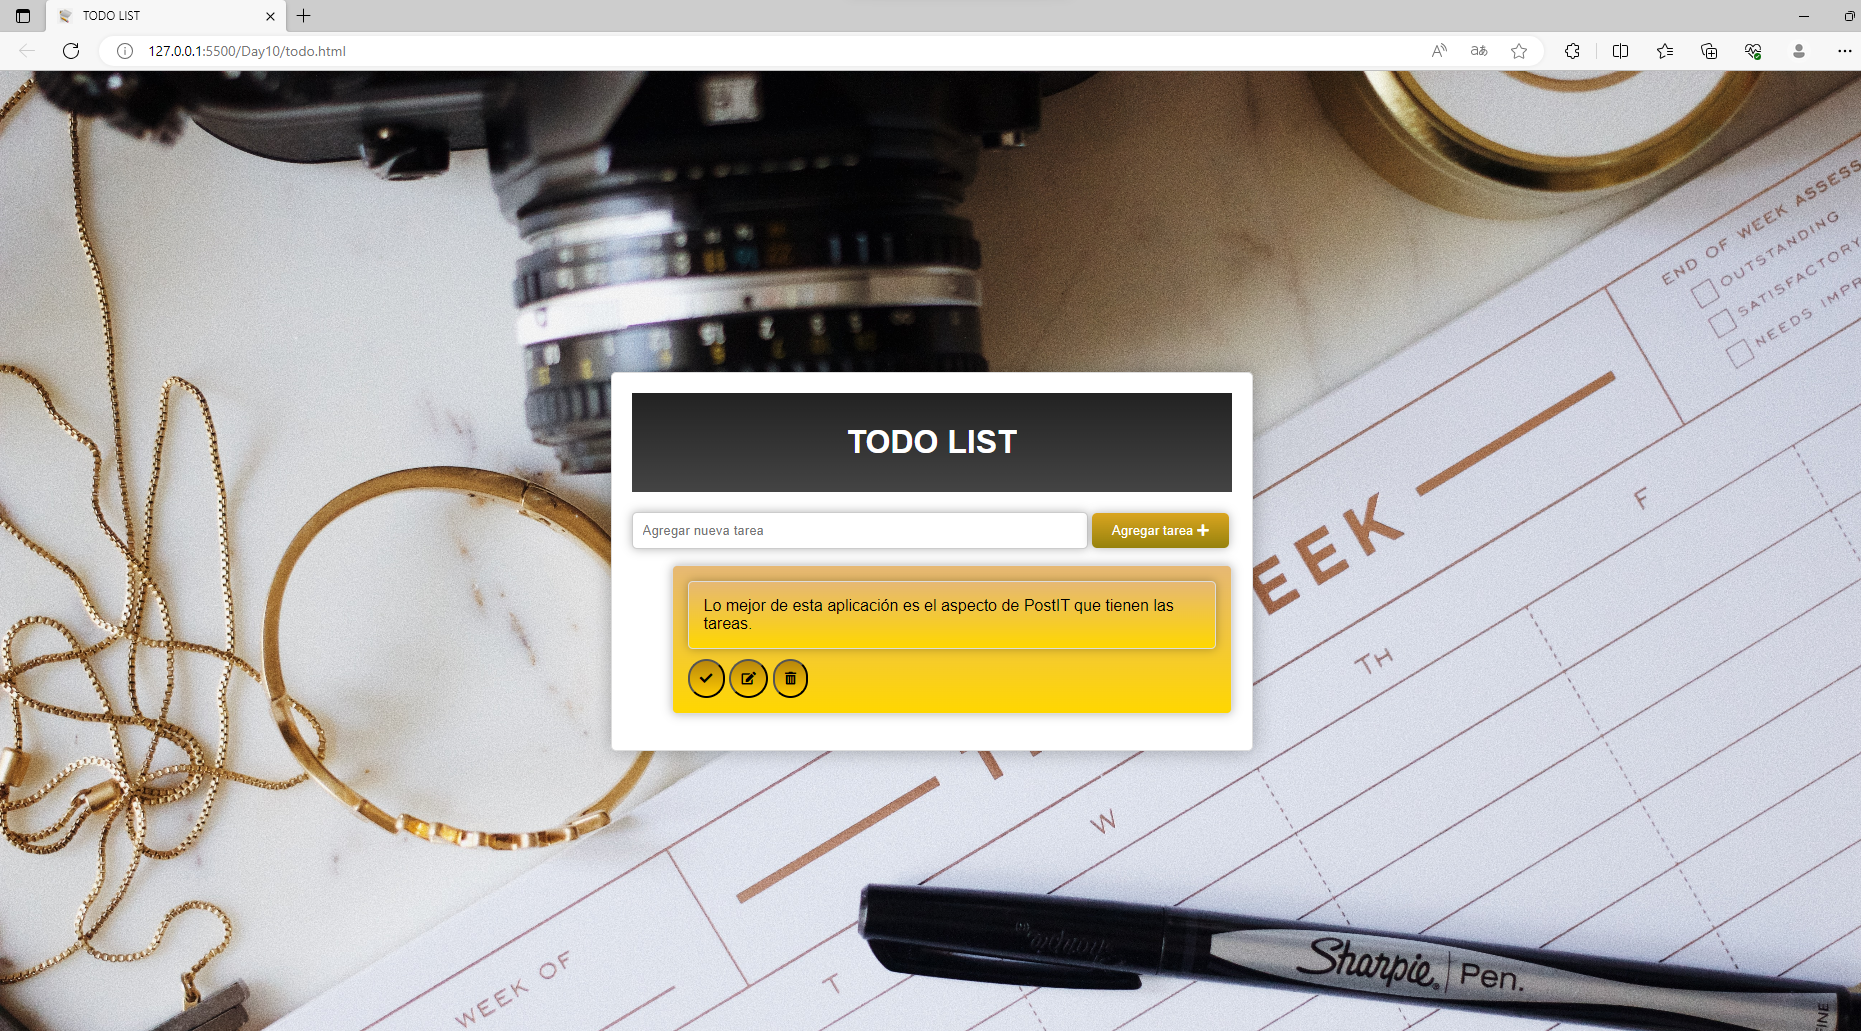 TODO LIST
127.0.0.1:5500/Day10/todo.html
END OF WEEK ASSESS
OUTSTANDING
SATISFACTORY
NEEDS IMPR
TODO LIST
Agregar nueva tarea
Agregar tarea
Lo mejor de esta aplicación es el aspecto de PostIT que tienen las
tareas.
EEK
F
TH
W
T
WEEK OF
Sharpie. Pen.